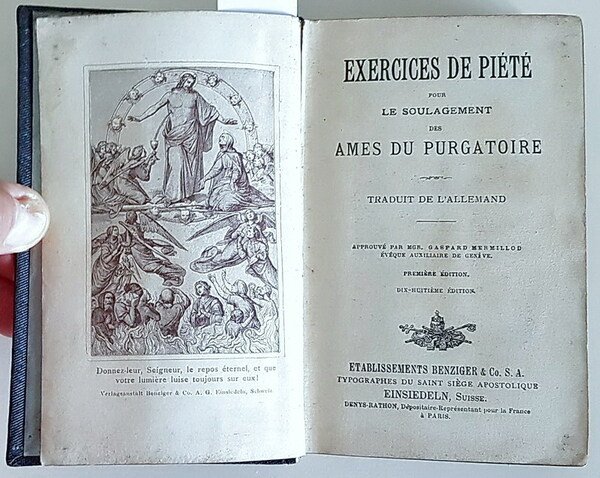 Donnez-leur, Seigneur, le repos éternel, et que
votre lumière luise toujours sur eux!
Verlagsanstalt Benziger & Co. A. G. Einsiedeln, Schweiz.
EXERCICES DE PIÉTÉ
POUR
LE SOULAGEMENT
DES
AMES DU PURGATOIRE
TRADUIT DE L'ALLEMAND
APPROUVÉ PAR MGR. GASPARD MERMILLOD
ÉVÊQUE AUXILIAIRE DE GENÈVE.
PREMIÈRE ÉDITION.
DIX-HUITIÈME ÉDITION.
ETABLISSEMENTS BENZIGER & Co. S. A.
TYPOGRAPHES DU SAINT SIÈGE APOSTOLIQUE
EINSIEDELN, SUISSE.
DENYS-RATHON, Dépositaire-Représentant pour la France
à PARIS.